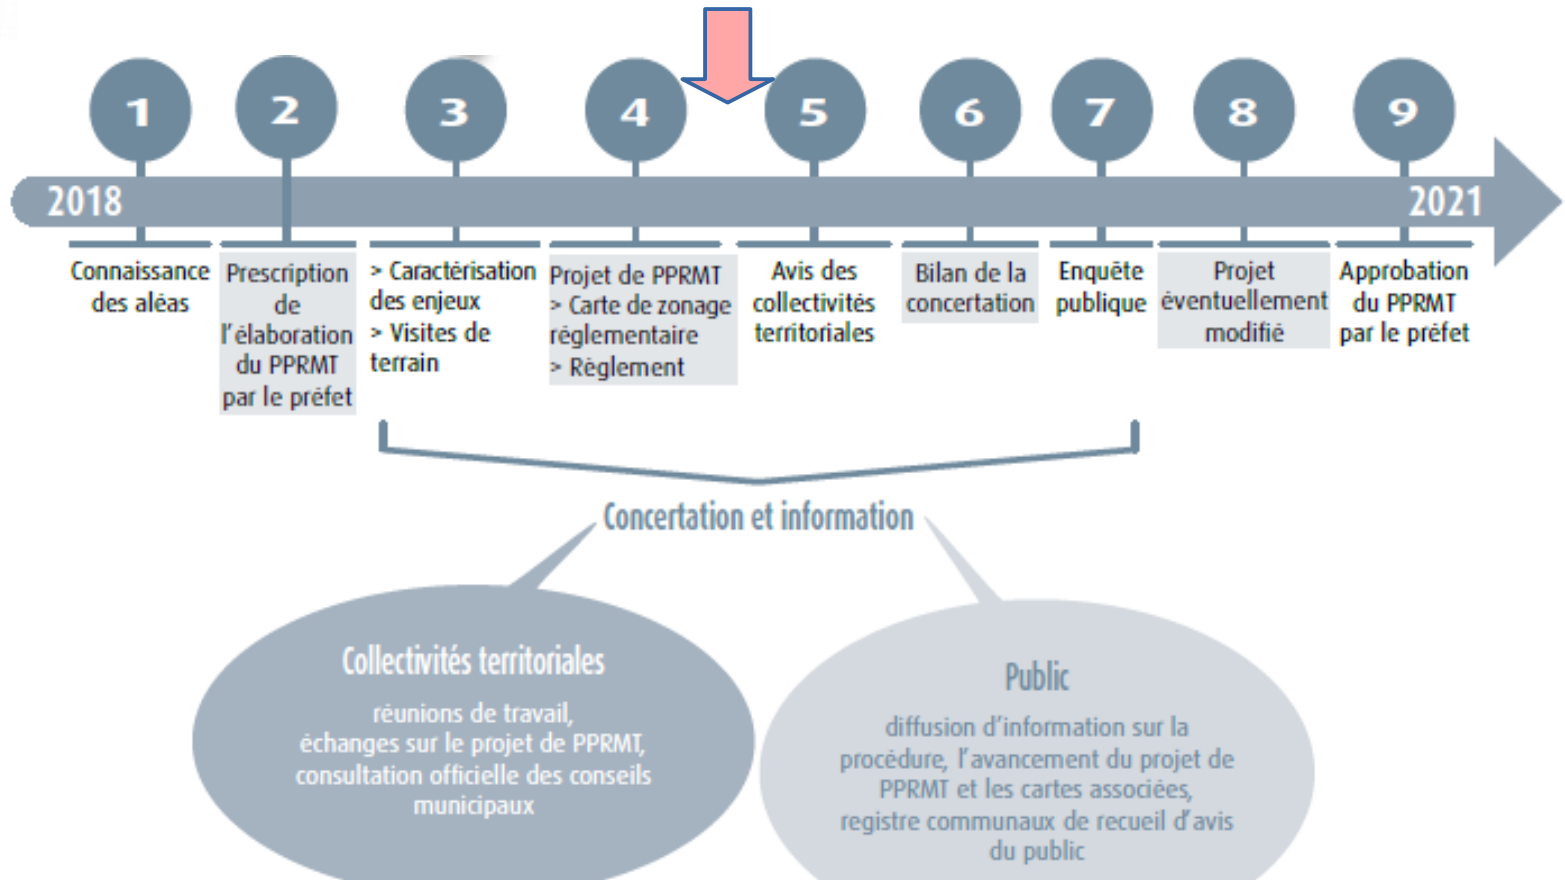 1
2
3
4
5
6
7
8
9
2018
2021
Connaissance
des aléas
Prescription
de
l'élaboration
du PPRMT
par le préfet
> Caractérisation
des enjeux
> Visites de
terrain
Projet de PPRMT
> Carte de zonage
réglementaire
> Règlement
Avis des
collectivités
territoriales
Bilan de la
concertation
Enquête
publique
Projet
éventuellement
modifié
Approbation
du PPRMT
par le préfet
Concertation et information
Collectivités territoriales
réunions de travail,
échanges sur le projet de PPRMT,
consultation officielle des conseils
municipaux
Public
diffusion d'information sur la
procédure, l'avancement du projet de
PPRMT et les cartes associées,
registre communaux de recueil d'avis
du public